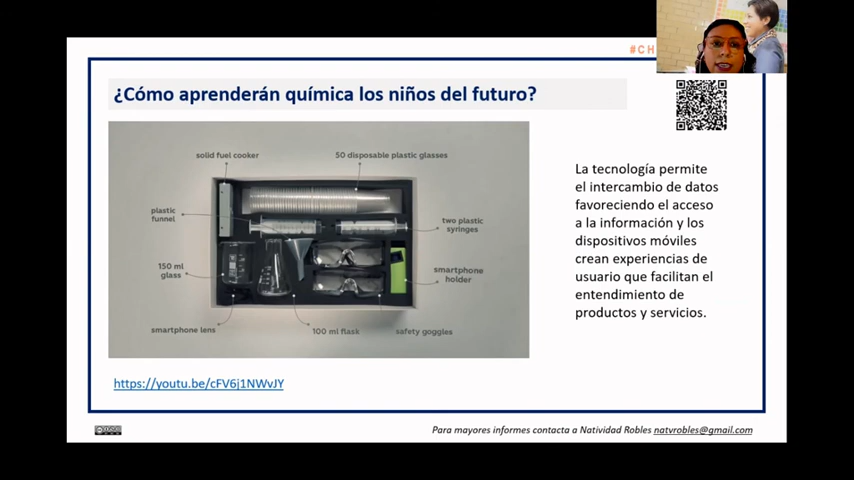 #CH
¿Cómo aprenderán química los niños del futuro?
solid fuel cooker
50 disposable plastic glasses
plastic
funnel
two plastic
syringes
150 ml
glass
smartphone
holder
smartphone lens
100 ml flask
safety goggles
La tecnología permite
el intercambio de datos
favoreciendo el acceso
a la información y los
dispositivos móviles
crean experiencias de
usuario que facilitan el
entendimiento de
productos y servicios.
https://youtu.be/cFV6j1NWvJY
Para mayores informes contacta a Natividad Robles natvrobles@gmail.com